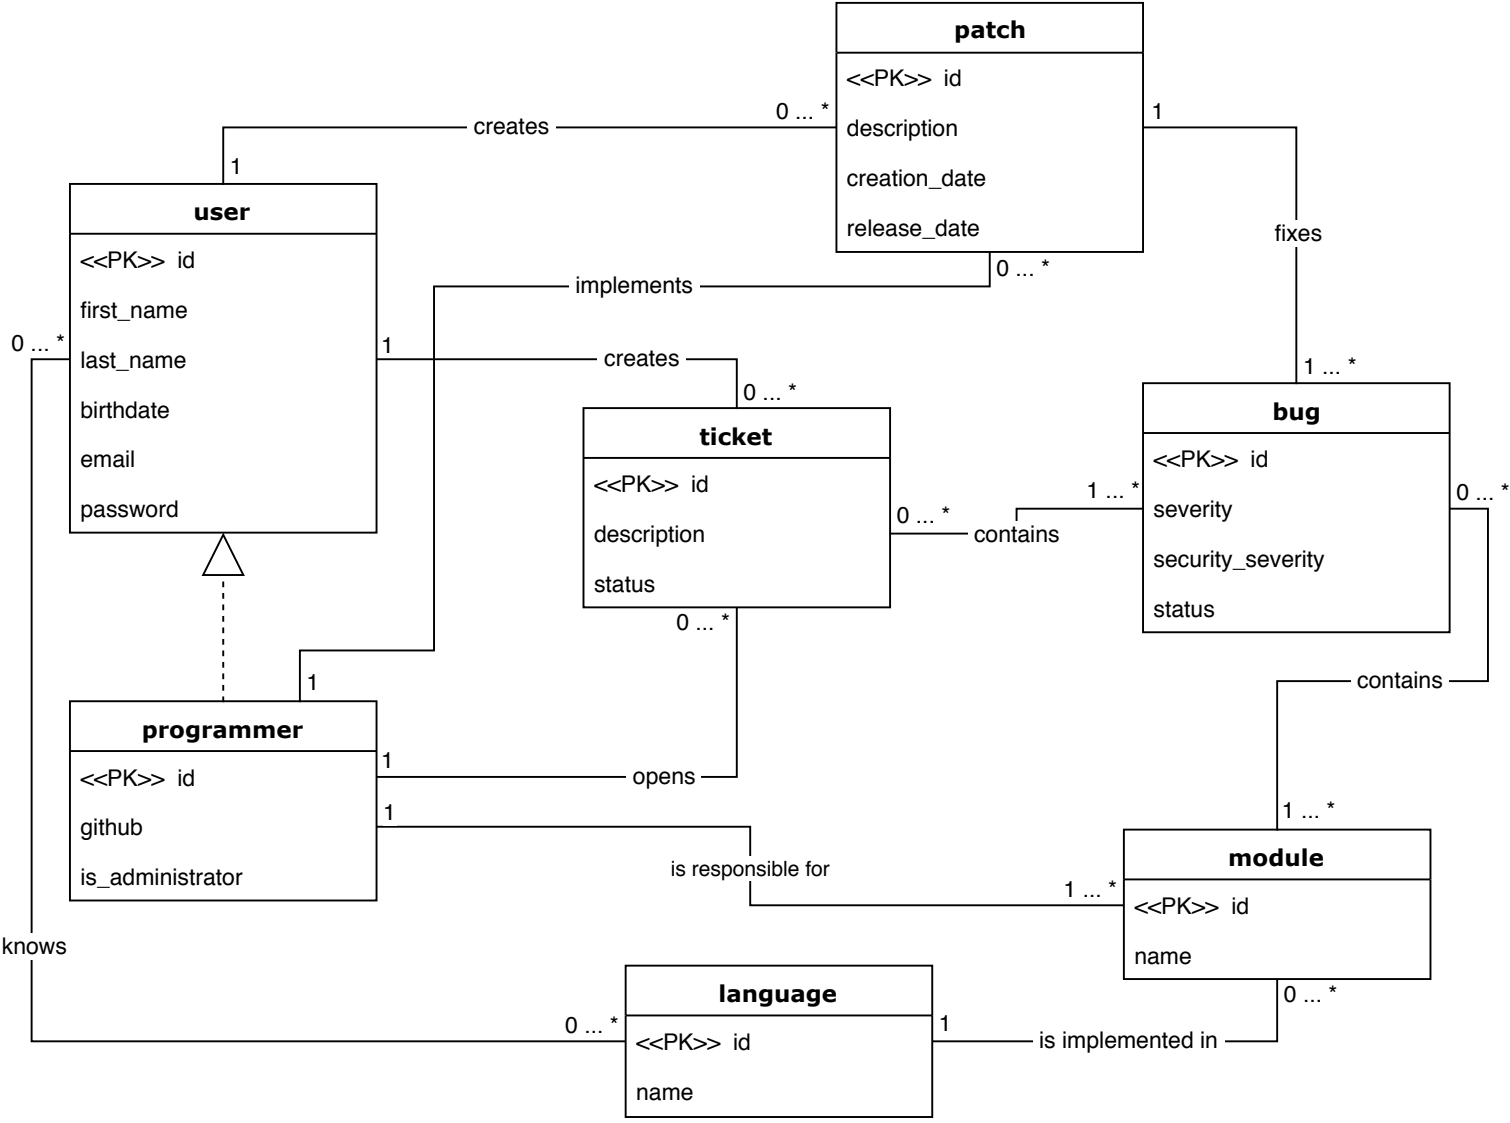 patch
<<PK>> id
description
creation_date
release_date
0 ... *
1
creates
1
user
<<PK>> id
first_name
last_name
birthdate
email
password
0 ... *
implements
fixes
0 ... *
1
creates
0 ... *
1 ... *
ticket
<<PK>> id
description
status
bug
<<PK>> id
severity
security_severity
status
0 ... *
contains
1 ... *
0 ... *
0 ... *
1
contains
programmer
<<PK>> id
github
is_administrator
1
opens
1
is responsible for
1 ... *
1 ... *
module
<<PK>> id
name
knows
language
<<PK>> id
name
0 ... *
1
is implemented in
0 ... *